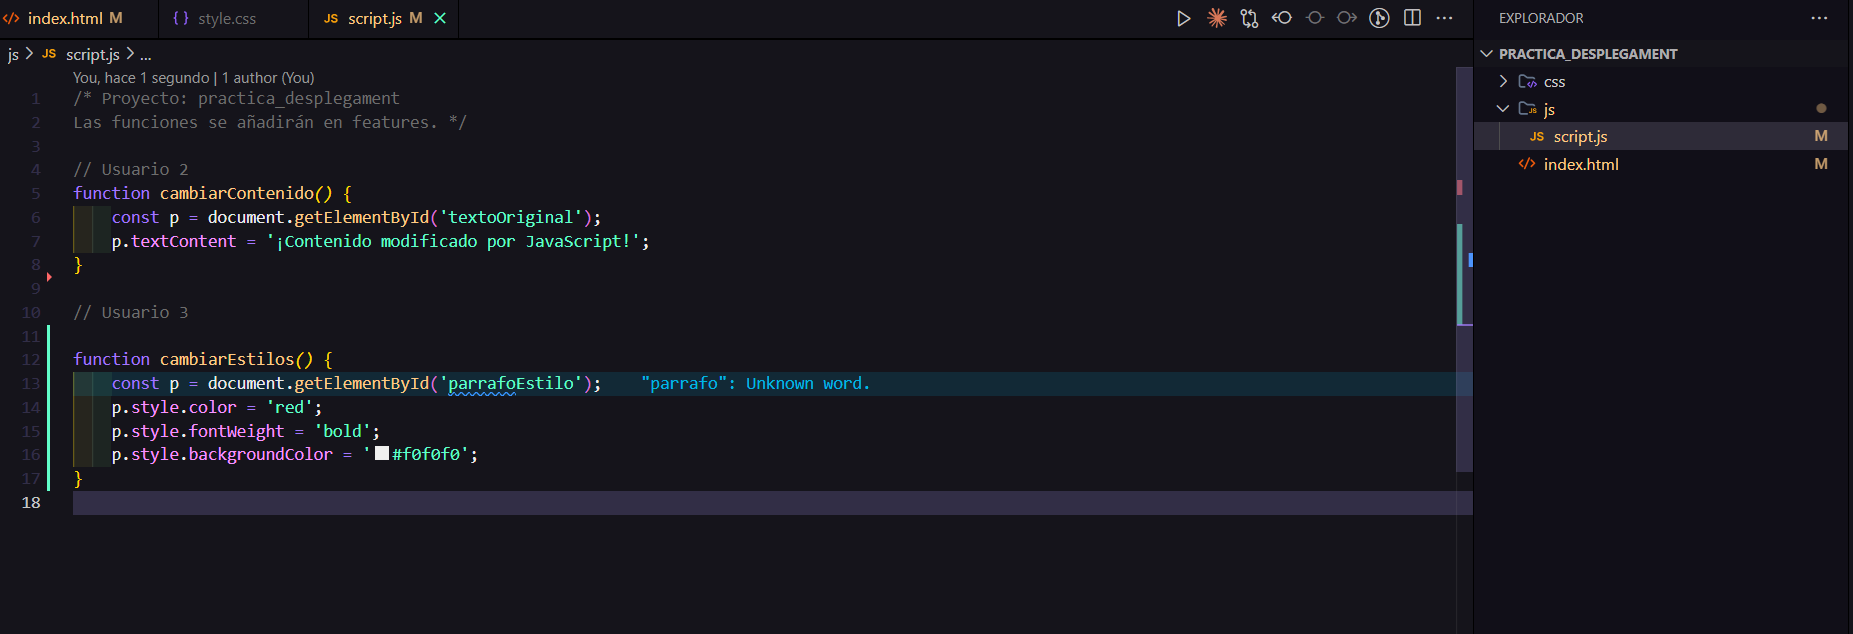 index.html M
style.css
JS script.js M
EXPLORADOR
js > JS script.js > ...
PRACTICA_DESPLEGAMENT
You, hace 1 segundo | 1 author (You)
css
1 /* Proyecto: practica_desplegament
js
2 Las funciones se añadirán en features. */
JS script.js M
3
index.html M
4 // Usuario 2
5 function cambiarContenido() {
6 const p = document.getElementById('textoOriginal');
7 p.textContent = '¡Contenido modificado por JavaScript!';
8 }
9
10 // Usuario 3
11
12 function cambiarEstilos() {
13 const p = document.getElementById('parrafoEstilo'); "parrafo": Unknown word.
14 p.style.color = 'red';
15 p.style.fontWeight = 'bold';
16 p.style.backgroundColor = '#f0f0f0';
17 }
18